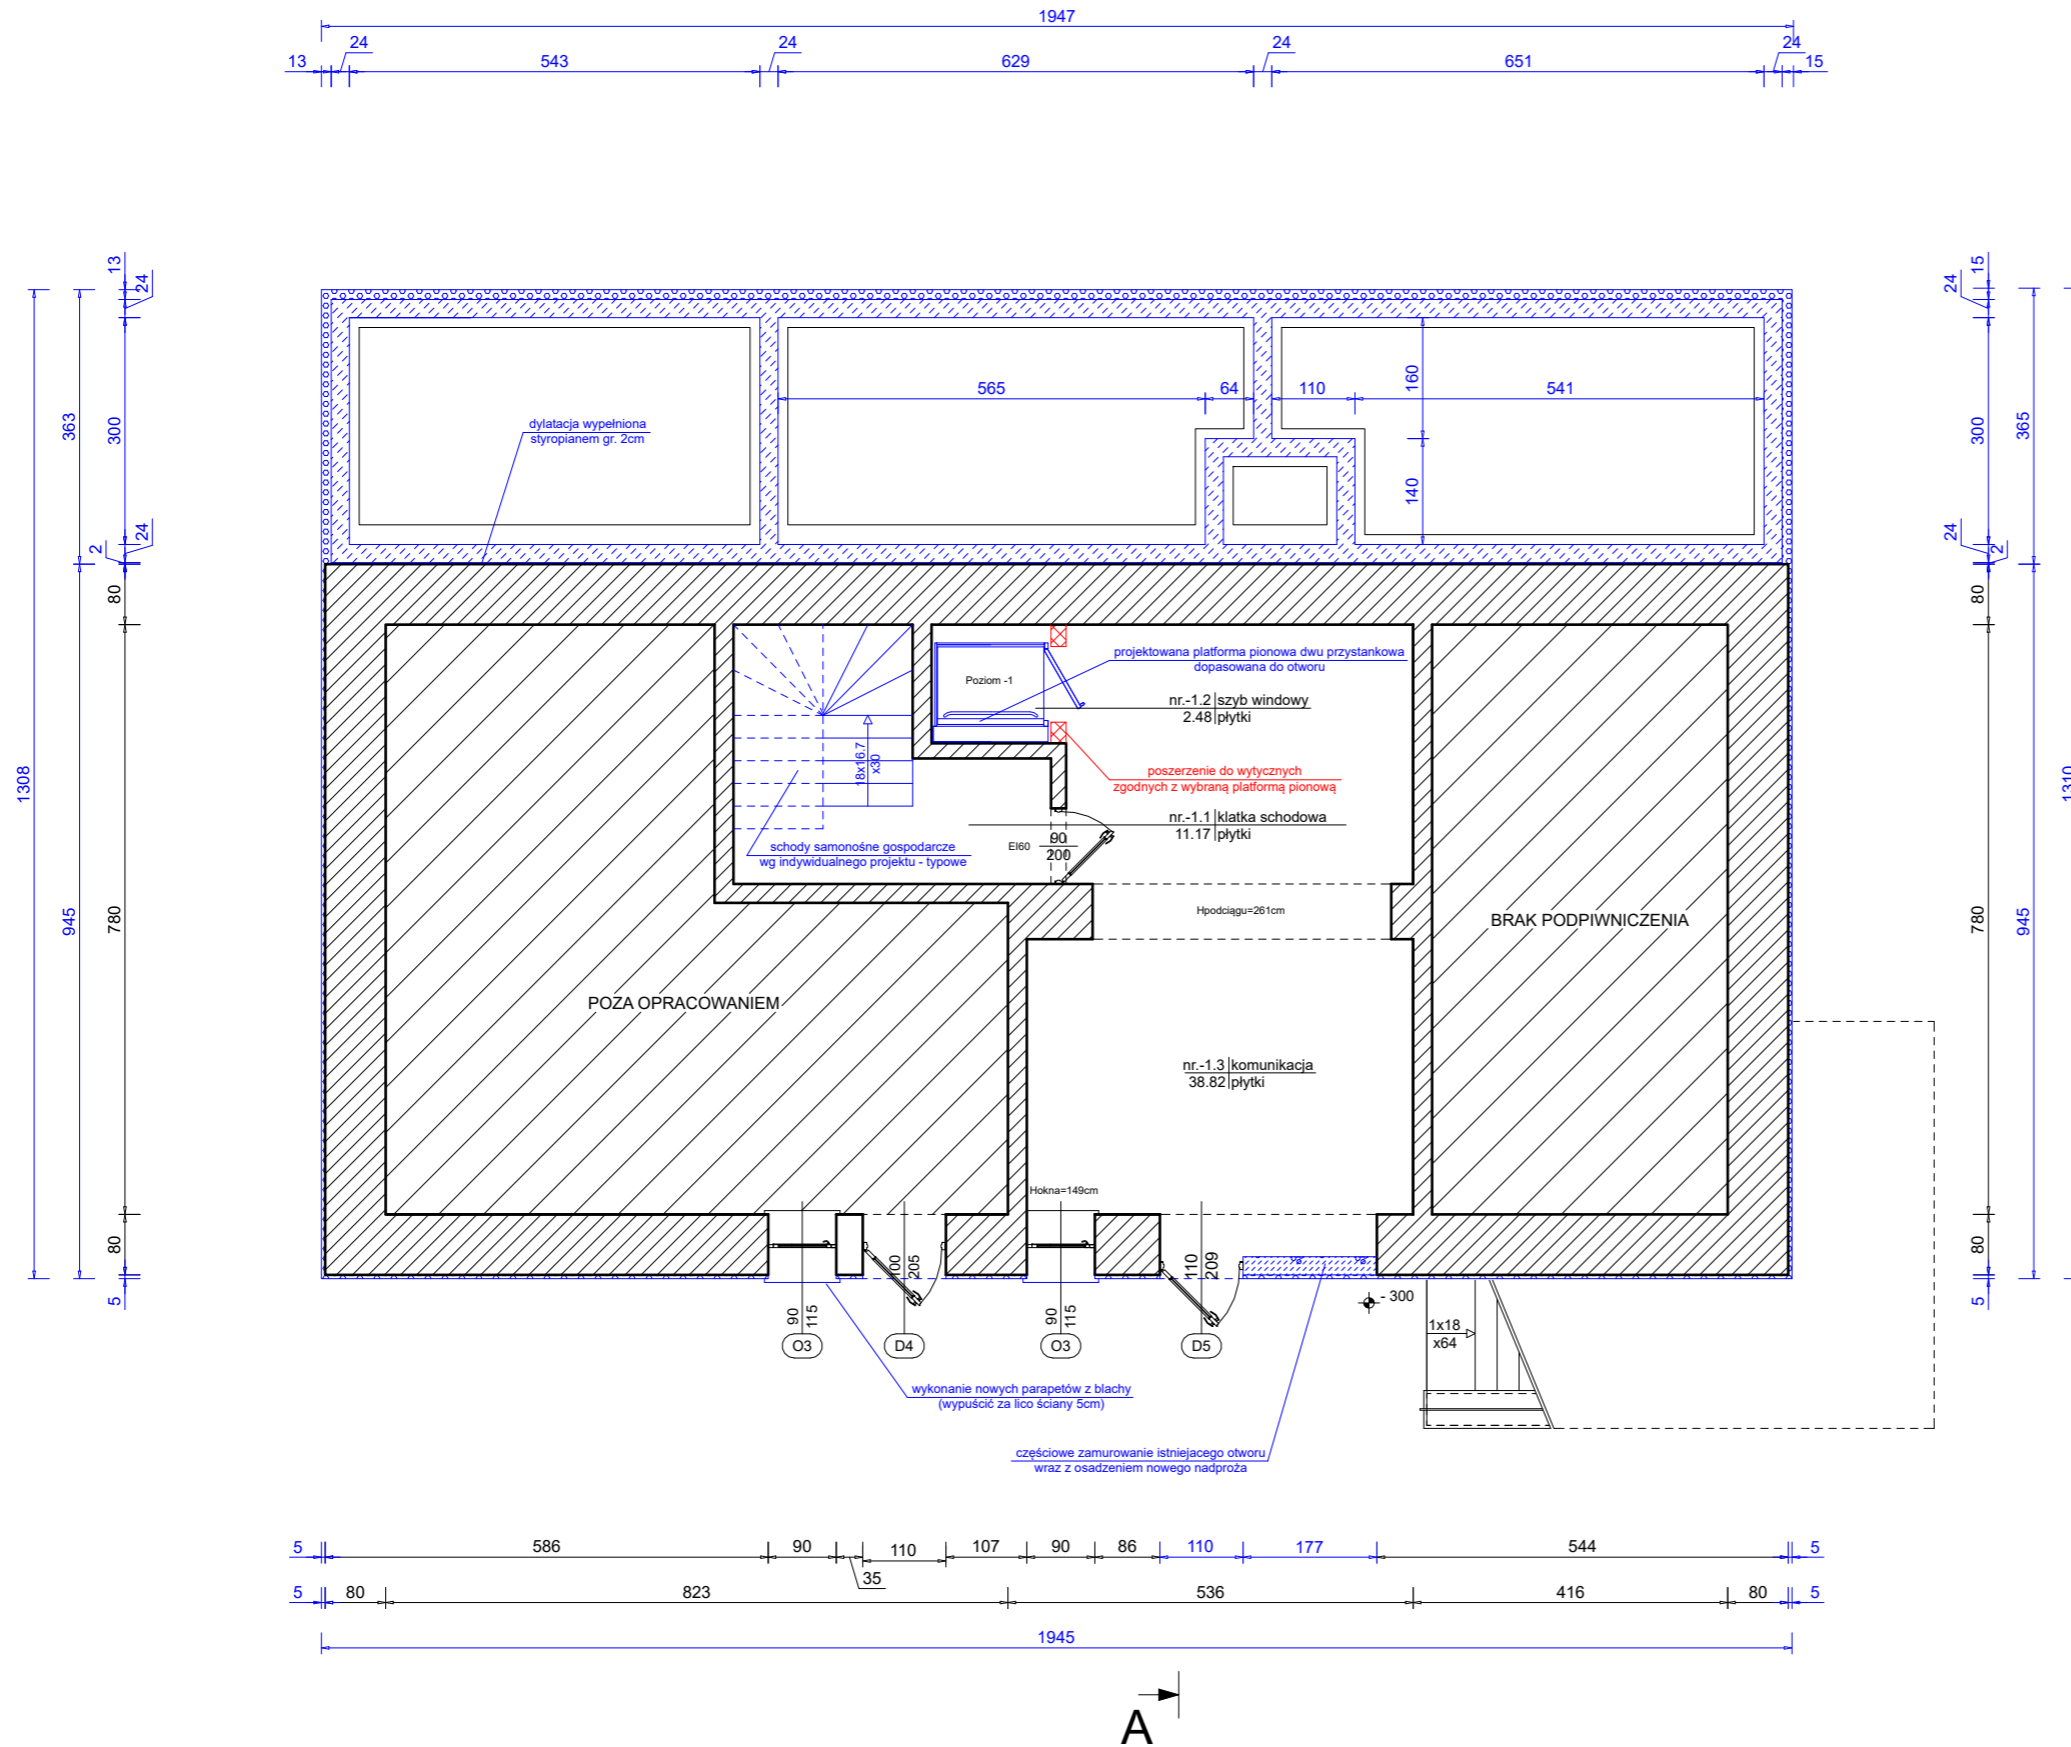 1947
24
24
24
24
13
543
629
651
15
13
24
363
300
24
2
1308
80
945
780
80
5
15
24
300
365
24
2
80
1310
780
945
80
5
565
64
110
541
160
140
dylatacja wypełniona
styropianem gr. 2cm
projektowana platforma pionowa dwu przystankowa
dopasowana do otworu
Poziom -1
nr.-1.2 szyb windowy
2.48 płytki
18x16.7
x30
poszerzenie do wytycznych
zgodnych z wybraną platformą pionową
nr.-1.1 klatka schodowa
11.17 płytki
EI60
90
200
schody samonośne gospodarcze
wg indywidualnego projektu - typowe
Hpodciągu=261cm
BRAK PODPIWNICZENIA
POZA OPRACOWANIEM
nr.-1.3 komunikacja
38.82 płytki
Hokna=149cm
100
205
110
209
- 300
90
115
90
115
1x18
x64
O3
D4
O3
D5
wykonanie nowych parapetów z blachy
(wypuścić za lico ściany 5cm)
częściowe zamurowanie istniejacego otworu
wraz z osadzeniem nowego nadproża
5
586
90
110
107
90
86
110
177
544
5
35
5
80
823
536
416
80
5
1945
A